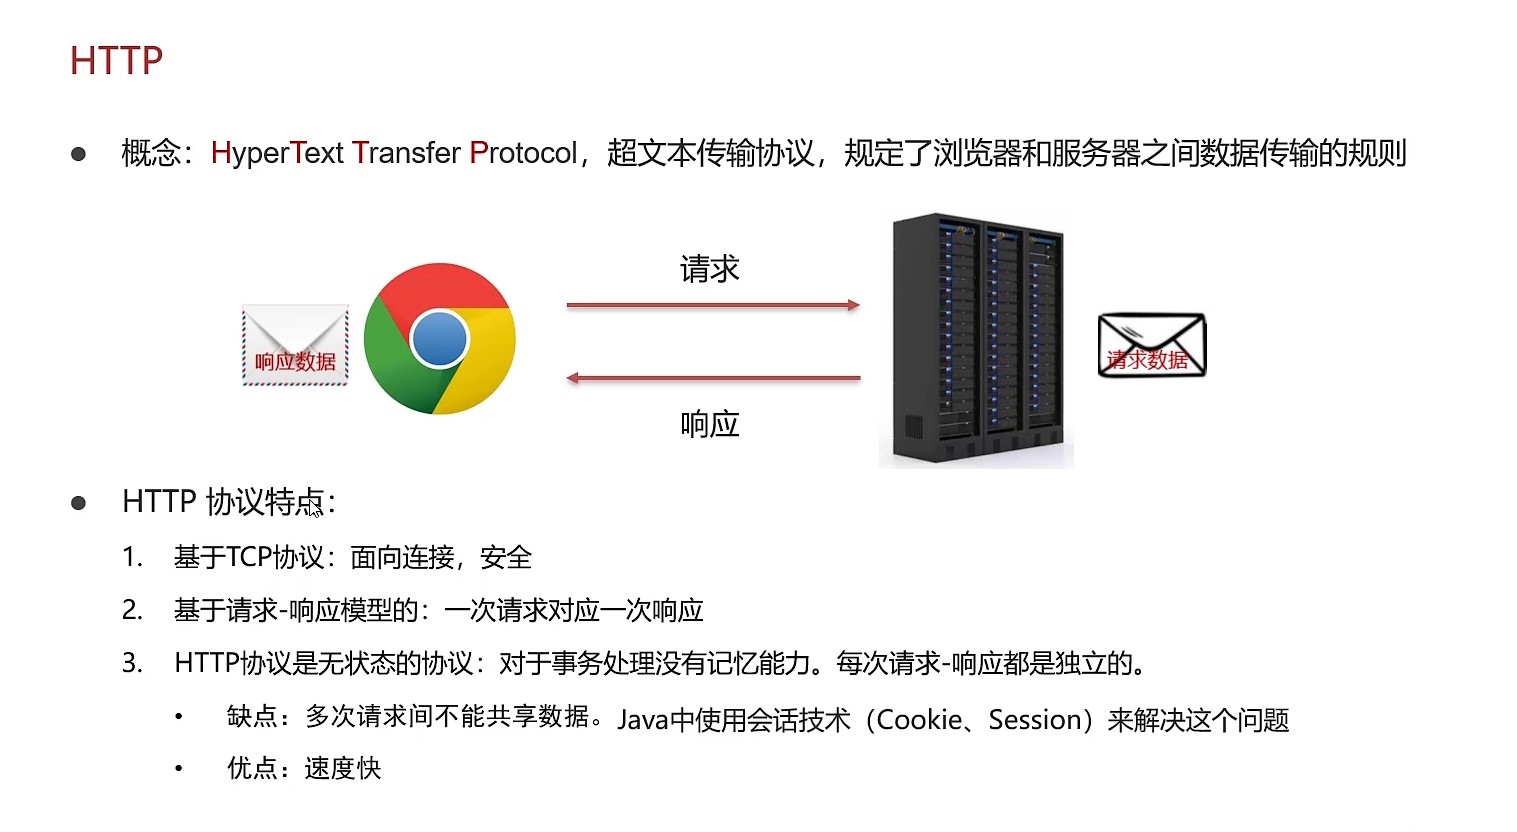 HTTP
● 概念：HyperText Transfer Protocol，超文本传输协议，规定了浏览器和服务器之间数据传输的规则
请求
响应数据
请求数据
响应
● HTTP 协议特点：
1. 基于TCP协议：面向连接，安全
2. 基于请求-响应模型的：一次请求对应一次响应
3. HTTP协议是无状态的协议：对于事务处理没有记忆能力。每次请求-响应都是独立的。
• 缺点：多次请求间不能共享数据。Java中使用会话技术（Cookie、Session）来解决这个问题
• 优点：速度快